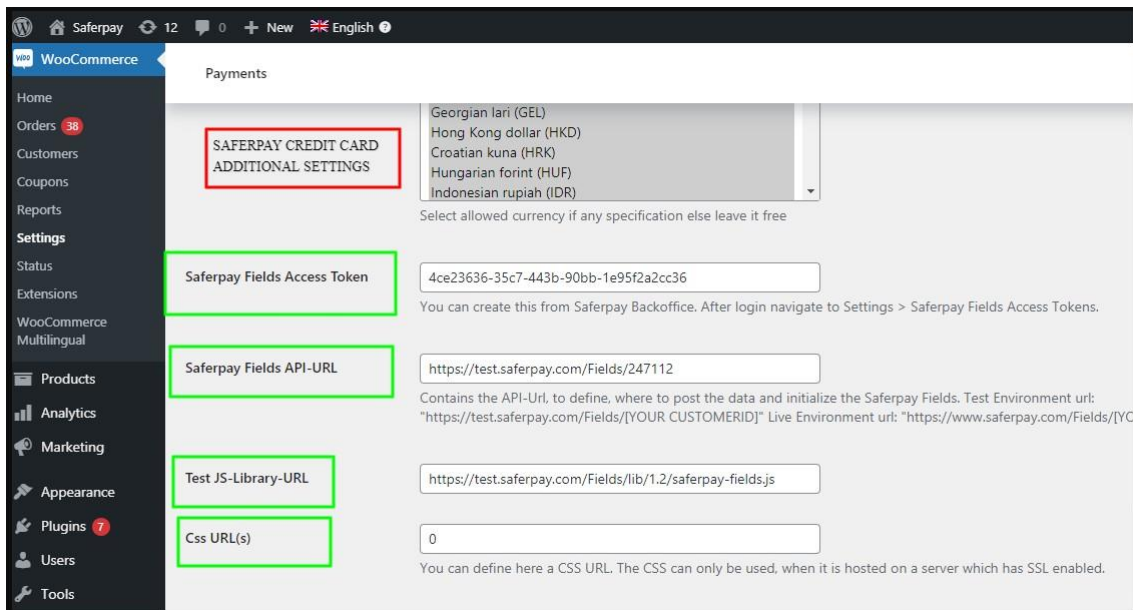 Saferpay 12 0 New English
WOO WooCommerce
Payments
Home
Orders 38
Customers
Coupons
Reports
Settings
Status
Extensions
WooCommerce
Multilingual
Products
Analytics
Marketing
Appearance
Plugins 7
Users
Tools
SAFERPAY CREDIT CARD
ADDITIONAL SETTINGS
Georgian lari (GEL)
Hong Kong dollar (HKD)
Croatian kuna (HRK)
Hungarian forint (HUF)
Indonesian rupiah (IDR)
Select allowed currency if any specification else leave it free
Saferpay Fields Access Token
4ce23636-35c7-443b-90bb-1e95f2a2cc36
You can create this from Saferpay Backoffice. After login navigate to Settings > Saferpay Fields Access Tokens.
Saferpay Fields API-URL
https://test.saferpay.com/Fields/247112
Contains the API-Url, to define, where to post the data and initialize the Saferpay Fields. Test Environment url:
"https://test.saferpay.com/Fields/[YOUR CUSTOMERID]" Live Environment url: "https://www.saferpay.com/Fields/[YO
Test JS-Library-URL
https://test.saferpay.com/Fields/lib/1.2/saferpay-fields.js
Css URL(s)
0
You can define here a CSS URL. The CSS can only be used, when it is hosted on a server which has SSL enabled.